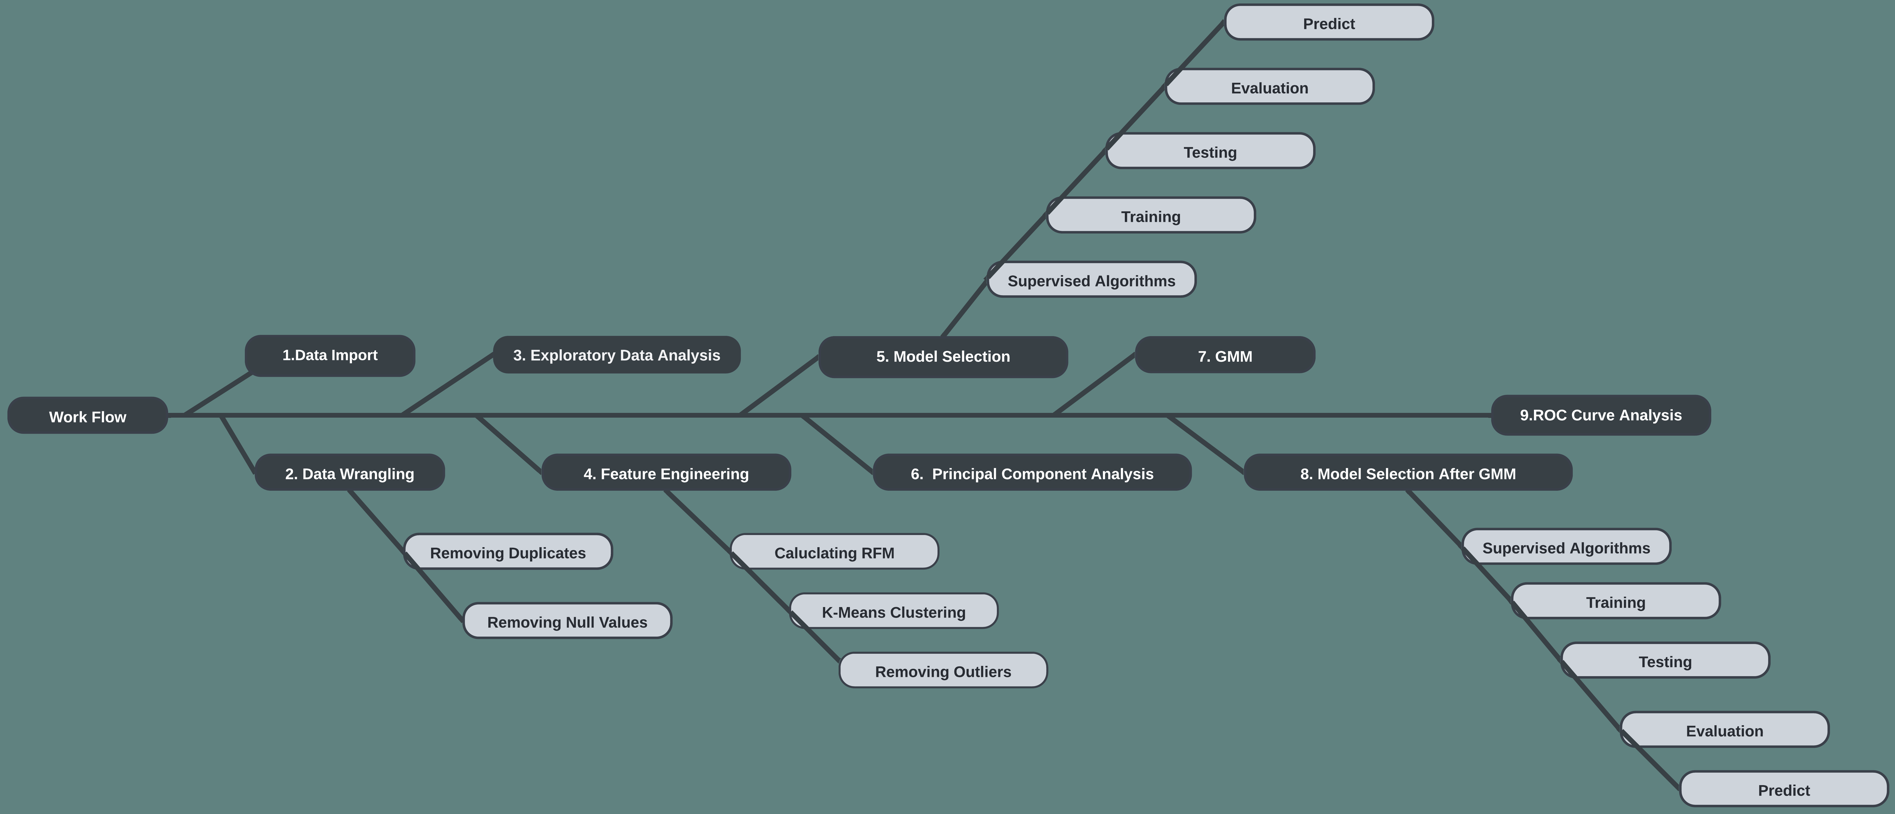 Work Flow
1.Data Import
2. Data Wrangling
Removing Duplicates
Removing Null Values
3. Exploratory Data Analysis
4. Feature Engineering
Caluclating RFM
K-Means Clustering
Removing Outliers
5. Model Selection
Supervised Algorithms
Training
Testing
Evaluation
Predict
6.  Principal Component Analysis
7. GMM
8. Model Selection After GMM
Supervised Algorithms
Training
Testing
Evaluation
Predict
9.ROC Curve Analysis